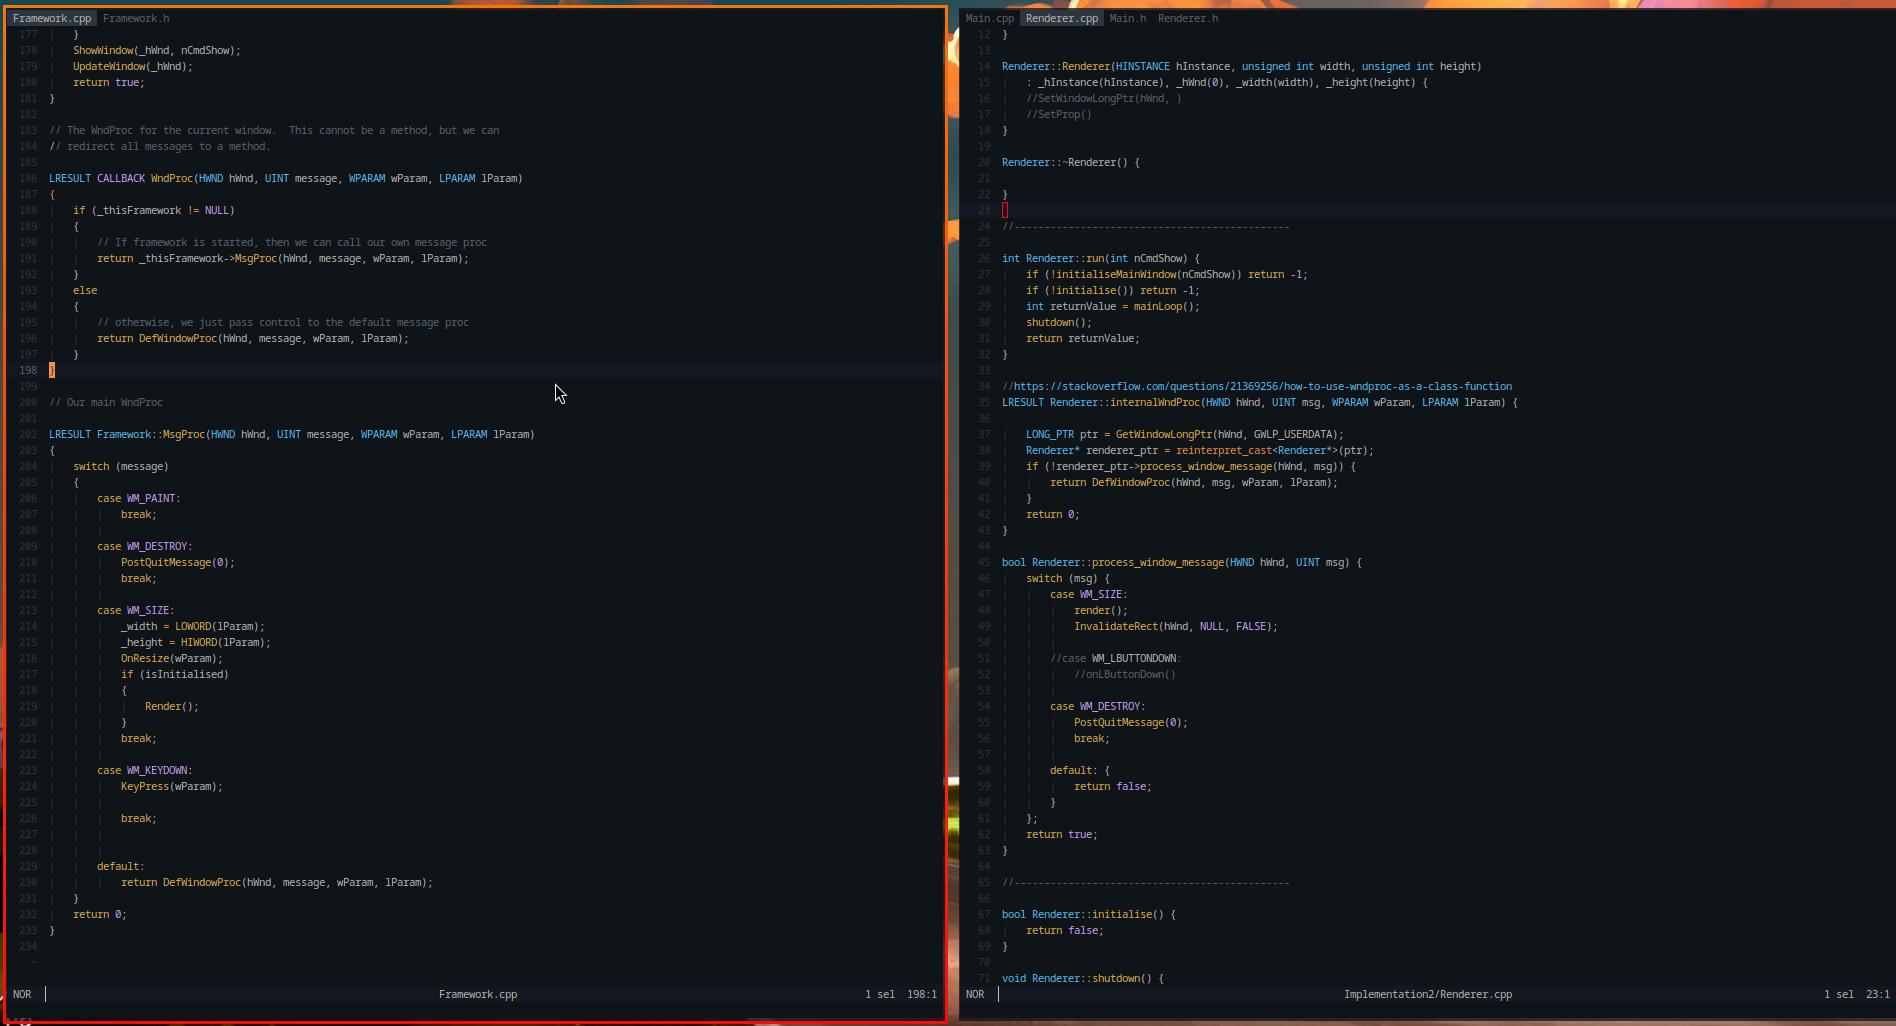 Framework.cpp Framework.h
177 }
178 ShowWindow(_hWnd, nCmdShow);
179 UpdateWindow(_hWnd);
180 return true;
181 }
182
183 // The WndProc for the current window.  This cannot be a method, but we can
184 // redirect all messages to a method.
185
186 LRESULT CALLBACK WndProc(HWND hWnd, UINT message, WPARAM wParam, LPARAM lParam)
187 {
188 if (_thisFramework != NULL)
189 {
190 // If framework is started, then we can call our own message proc
191 return _thisFramework->MsgProc(hWnd, message, wParam, lParam);
192 }
193 else
194 {
195 // otherwise, we just pass control to the default message proc
196 return DefWindowProc(hWnd, message, wParam, lParam);
197 }
198 }
199
200 // Our main WndProc
201
202 LRESULT Framework::MsgProc(HWND hWnd, UINT message, WPARAM wParam, LPARAM lParam)
203 {
204 switch (message)
205 {
206 case WM_PAINT:
207 break;
208
209 case WM_DESTROY:
210 PostQuitMessage(0);
211 break;
212
213 case WM_SIZE:
214 _width = LOWORD(lParam);
215 _height = HIWORD(lParam);
216 OnResize(wParam);
217 if (isInitialised)
218 {
219 Render();
220 }
221 break;
222
223 case WM_KEYDOWN:
224 KeyPress(wParam);
225
226 break;
227
228
229 default:
230 return DefWindowProc(hWnd, message, wParam, lParam);
231 }
232 return 0;
233 }
234
~
NOR Framework.cpp 1 sel 198:1
Main.cpp Renderer.cpp Main.h Renderer.h
12 }
13
14 Renderer::Renderer(HINSTANCE hInstance, unsigned int width, unsigned int height)
15 : _hInstance(hInstance), _hWnd(0), _width(width), _height(height) {
16 //SetWindowLongPtr(hWnd, )
17 //SetProp()
18 }
19
20 Renderer::~Renderer() {
21
22 }
23
24 //----------------------------------------------
25
26 int Renderer::run(int nCmdShow) {
27 if (!initialiseMainWindow(nCmdShow)) return -1;
28 if (!initialise()) return -1;
29 int returnValue = mainLoop();
30 shutdown();
31 return returnValue;
32 }
33
34 //https://stackoverflow.com/questions/21369256/how-to-use-wndproc-as-a-class-function
35 LRESULT Renderer::internalWndProc(HWND hWnd, UINT msg, WPARAM wParam, LPARAM lParam) {
36
37 LONG_PTR ptr = GetWindowLongPtr(hWnd, GWLP_USERDATA);
38 Renderer* renderer_ptr = reinterpret_cast<Renderer*>(ptr);
39 if (!renderer_ptr->process_window_message(hWnd, msg)) {
40 return DefWindowProc(hWnd, msg, wParam, lParam);
41 }
42 return 0;
43 }
44
45 bool Renderer::process_window_message(HWND hWnd, UINT msg) {
46 switch (msg) {
47 case WM_SIZE:
48 render();
49 InvalidateRect(hWnd, NULL, FALSE);
50
51 //case WM_LBUTTONDOWN:
52 //onLButtonDown()
53
54 case WM_DESTROY:
55 PostQuitMessage(0);
56 break;
57
58 default: {
59 return false;
60 }
61 };
62 return true;
63 }
64
65 //----------------------------------------------
66
67 bool Renderer::initialise() {
68 return false;
69 }
70
71 void Renderer::shutdown() {
NOR Implementation2/Renderer.cpp 1 sel 23:1